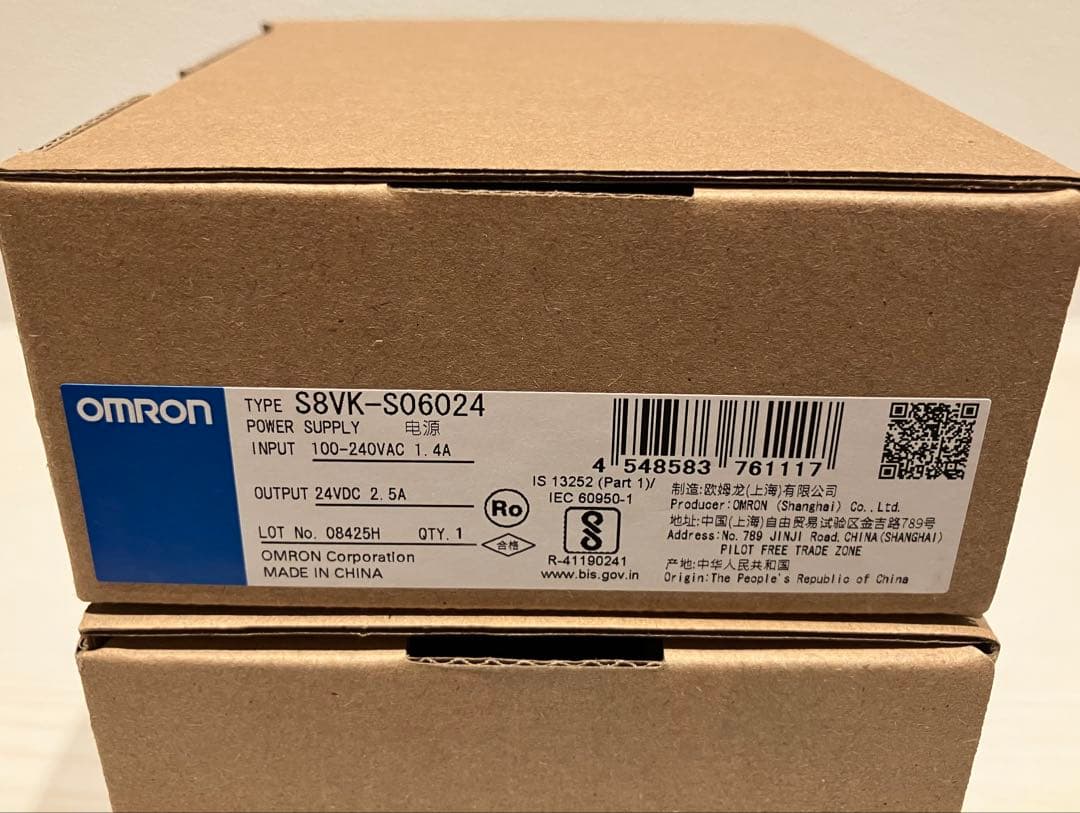 OMRON
TYPE S8VK-S06024
POWER SUPPLY 电源
INPUT 100-240VAC 1.4A
OUTPUT 24VDC 2.5A
LOT No. 08425H QTY. 1
OMRON Corporation
MADE IN CHINA
Ro
合格
4 548583 761117
IS 13252 (Part 1)/
IEC 60950-1
R-41190241
www.bis.gov.in
制造:欧姆龙(上海)有限公司
Producer:OMRON (Shanghai) Co.,Ltd.
地址:中国(上海)自由贸易试验区金吉路789号
Address:No.789 JINJI Road,CHINA(SHANGHAI)
PILOT FREE TRADE ZONE
产地:中华人民共和国
Origin:The People's Republic of China